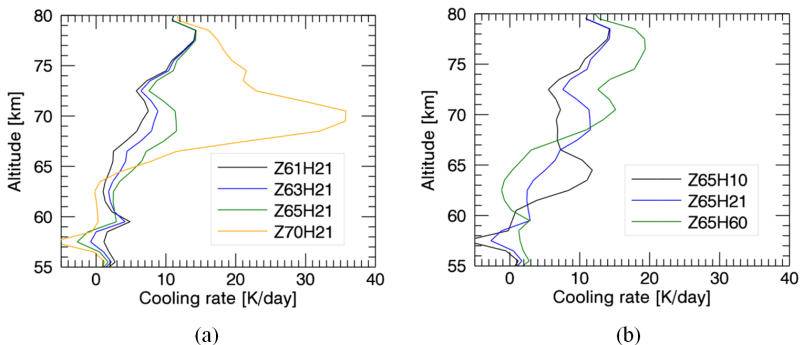 80
75
70
65
60
55
Altitude [km]
0 10 20 30 40
Cooling rate [K/day]
Z61H21
Z63H21
Z65H21
Z70H21
(a)
80
75
70
65
60
55
Altitude [km]
0 10 20 30 40
Cooling rate [K/day]
Z65H10
Z65H21
Z65H60
(b)